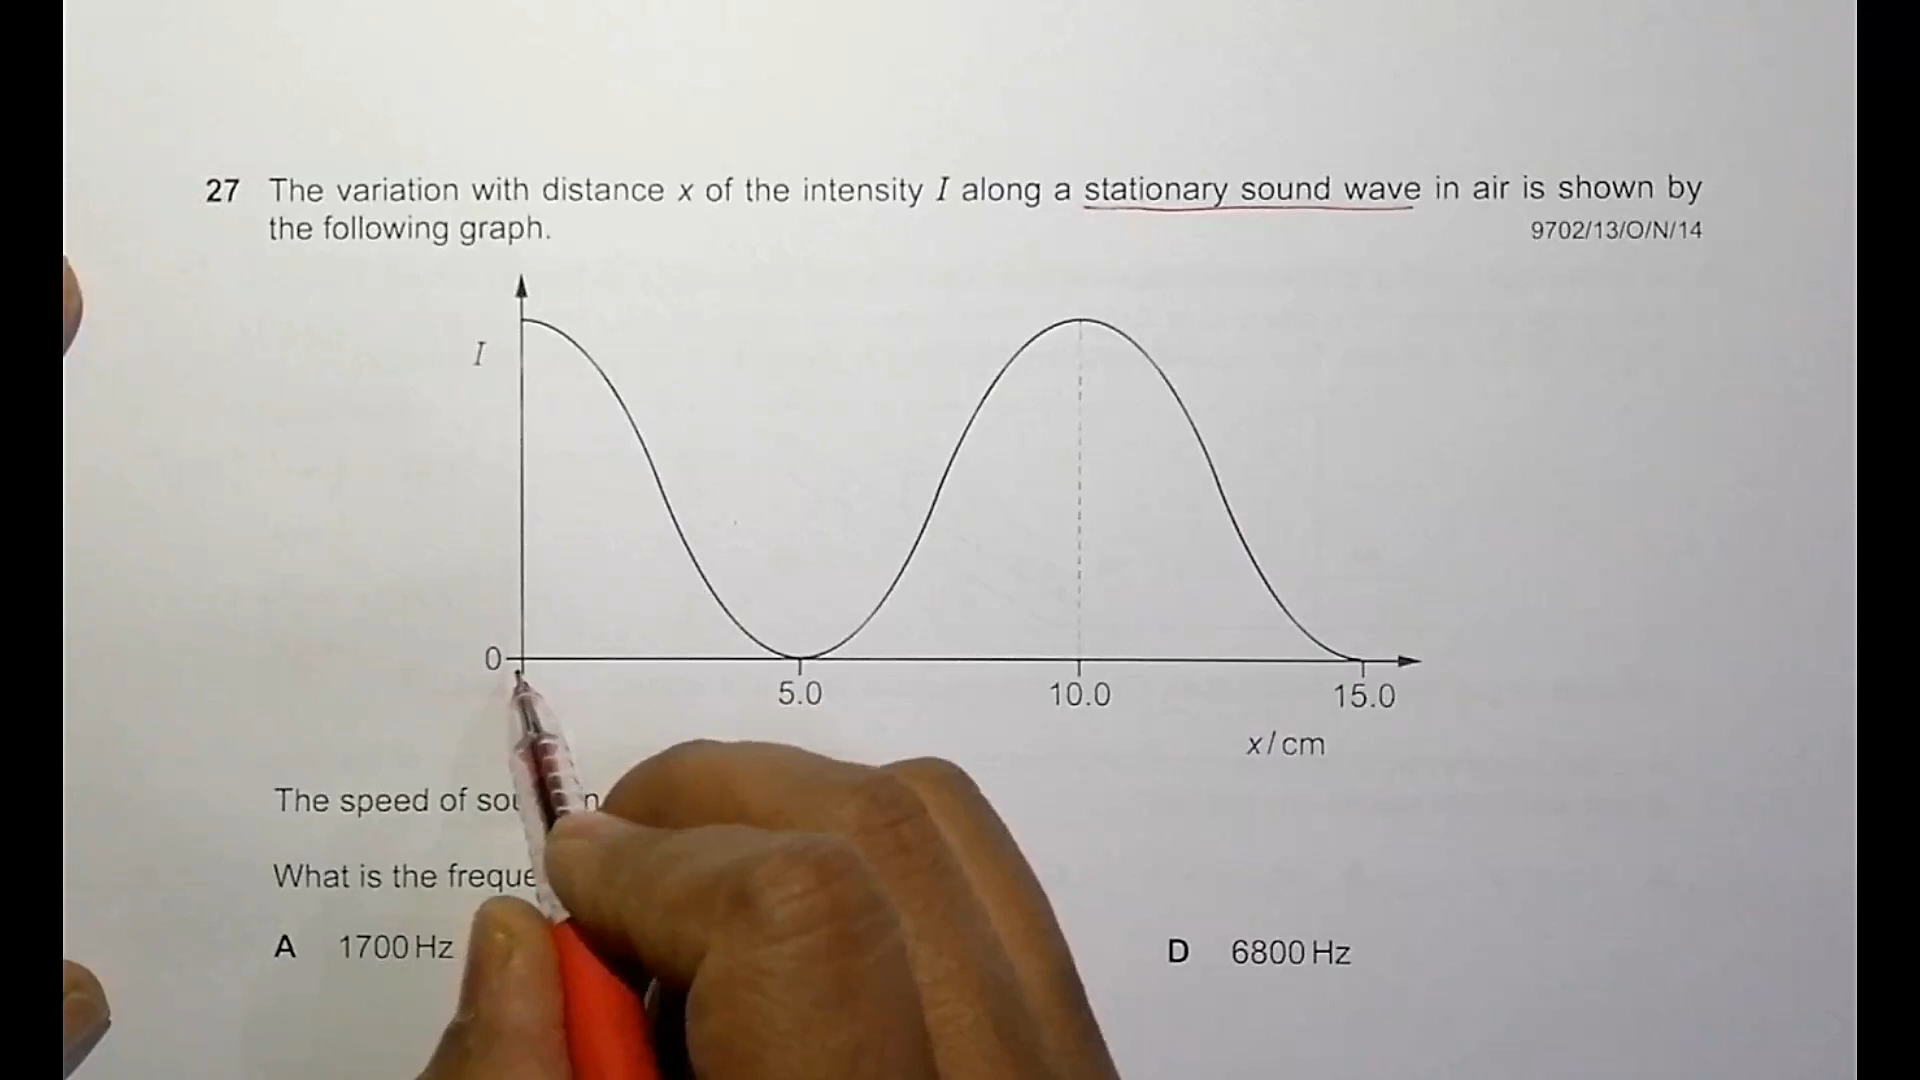 27 The variation with distance x of the intensity I along a stationary sound wave in air is shown by
the following graph.
9702/13/O/N/14
I
0
5.0 10.0 15.0
x/cm
The speed of
What is the
A 1700 Hz D 6800 Hz